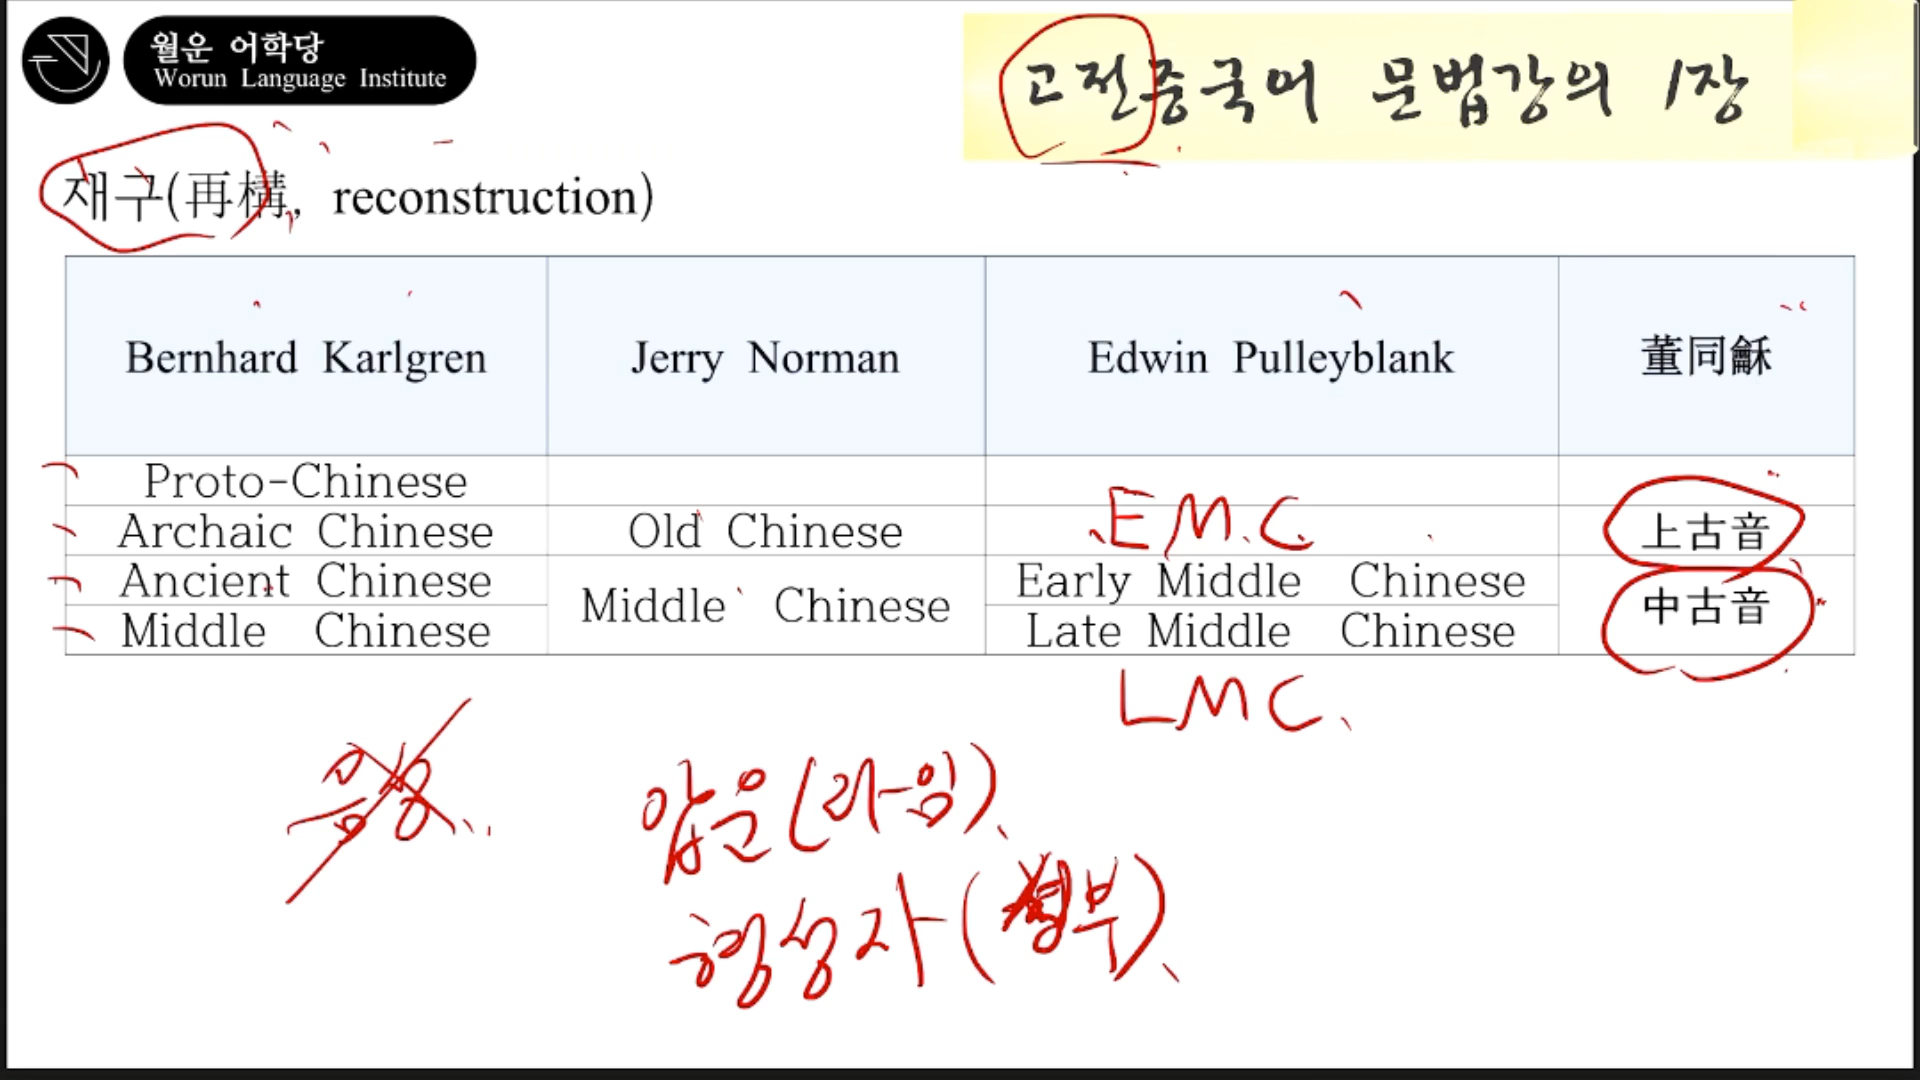 월운 어학당
Worun Language Institute
고전중국어 문법강의 1장
재구(再構, reconstruction)
Bernhard Karlgren Jerry Norman Edwin Pulleyblank 董同龢
Proto-Chinese
Archaic Chinese Old Chinese E.M.C. 上古音
Ancient Chinese Middle Chinese Early Middle Chinese 中古音
Middle Chinese Late Middle Chinese
LMC
압운(라임)
형성자(성부)